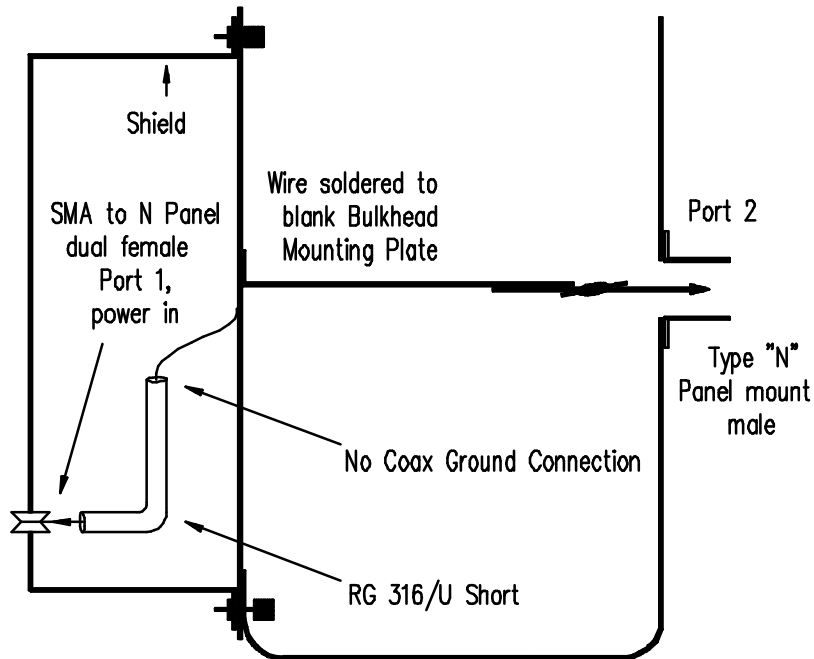 Shield
Wire soldered to
blank Bulkhead
Mounting Plate
SMA to N Panel
dual female
Port 1,
power in
Port 2
Type "N"
Panel mount
male
No Coax Ground Connection
RG 316/U Short